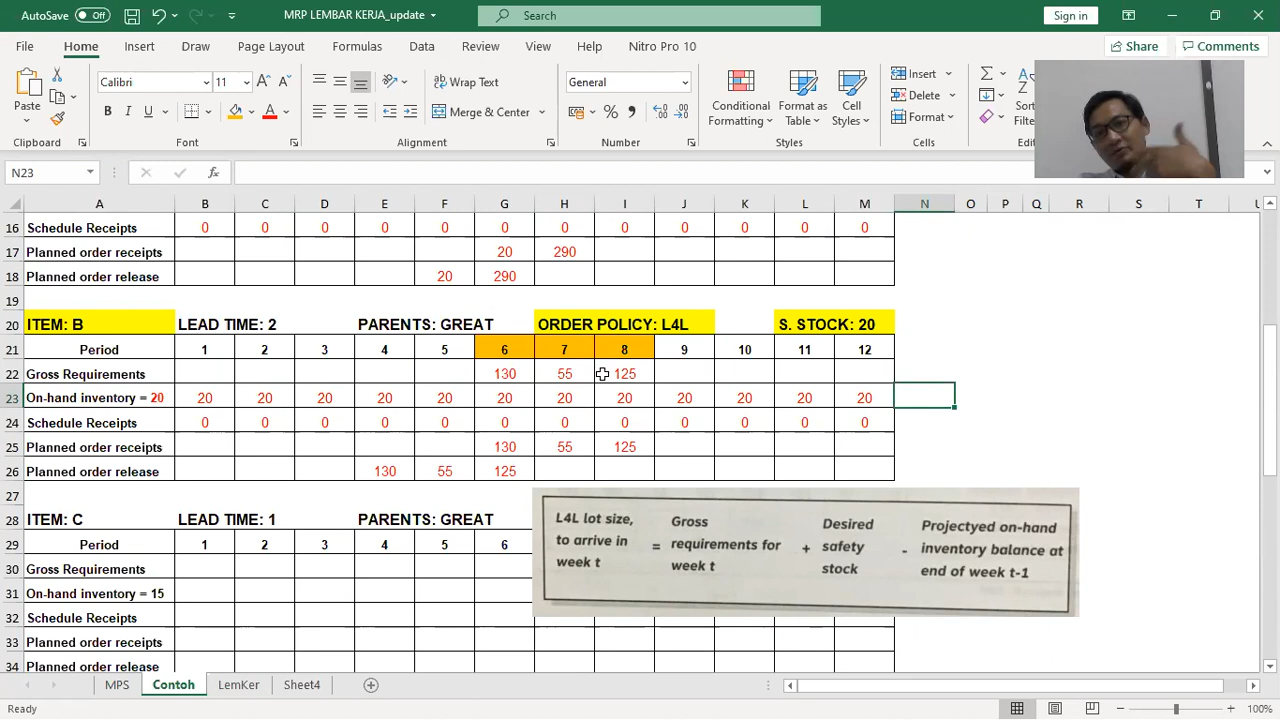 AutoSave Off MRP LEMBAR KERJA_update Search Sign in
File Home Insert Draw Page Layout Formulas Data Review View Help Nitro Pro 10 Share Comments
Calibri 11 Wrap Text General Insert
Paste B I U Merge & Center % Conditional Formatting Format as Table Cell Styles Delete Format Sort
Clipboard Font Alignment Number Styles Cells
N23 fx
A B C D E F G H I J K L M N O P Q R S T U
16 Schedule Receipts 0 0 0 0 0 0 0 0 0 0 0 0
17 Planned order receipts 20 290
18 Planned order release 20 290
19
20 ITEM: B LEAD TIME: 2 PARENTS: GREAT ORDER POLICY: L4L S. STOCK: 20
21 Period 1 2 3 4 5 6 7 8 9 10 11 12
22 Gross Requirements 130 55 125
23 On-hand inventory = 20 20 20 20 20 20 20 20 20 20 20 20 20
24 Schedule Receipts 0 0 0 0 0 0 0 0 0 0 0 0
25 Planned order receipts 130 55 125
26 Planned order release 130 55 125
27
28 ITEM: C LEAD TIME: 1 PARENTS: GREAT
29 Period 1 2 3 4 5 6
30 Gross Requirements
31 On-hand inventory = 15
32 Schedule Receipts
33 Planned order receipts
34 Planned order release
L4L lot size, to arrive in week t = Gross requirements for week t + Desired safety stock - Projectyed on-hand inventory balance at end of week t-1
MPS Contoh LemKer Sheet4
Ready 100%